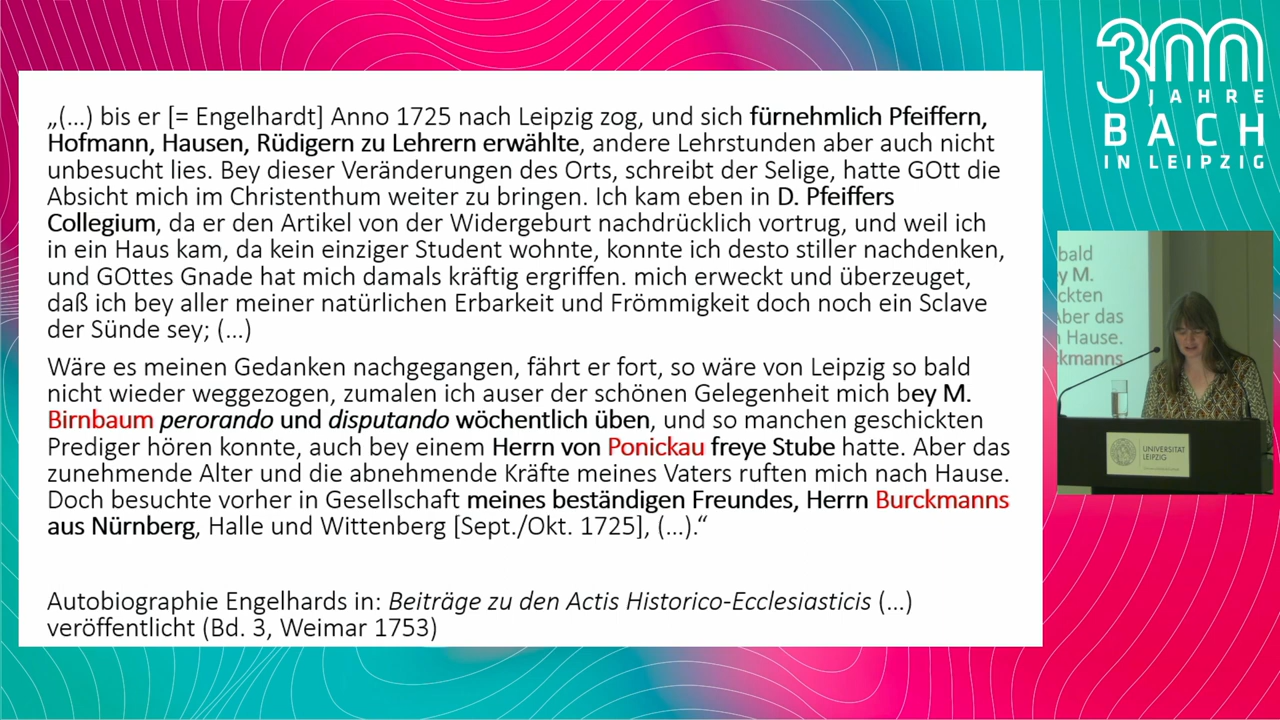 „(...) bis er [= Engelhardt] Anno 1725 nach Leipzig zog, und sich fürnehmlich Pfeiffern,
Hofmann, Hausen, Rüdigern zu Lehrern erwählte, andere Lehrstunden aber auch nicht
unbesucht lies. Bey dieser Veränderungen des Orts, schreibt der Selige, hatte GOtt die
Absicht mich im Christenthum weiter zu bringen. Ich kam eben in D. Pfeiffers
Collegium, da er den Artikel von der Widergeburt nachdrücklich vortrug, und weil ich
in ein Haus kam, da kein einziger Student wohnte, konnte ich desto stiller nachdenken,
und GOttes Gnade hat mich damals kräftig ergriffen. mich erweckt und überzeuget,
daß ich bey aller meiner natürlichen Erbarkeit und Frömmigkeit doch noch ein Sclave
der Sünde sey; (...)
Wäre es meinen Gedanken nachgegangen, fährt er fort, so wäre von Leipzig so bald
nicht wieder weggezogen, zumalen ich auser der schönen Gelegenheit mich bey M.
Birnbaum perorando und disputando wöchentlich üben, und so manchen geschickten
Prediger hören konnte, auch bey einem Herrn von Ponickau freye Stube hatte. Aber das
zunehmende Alter und die abnehmende Kräfte meines Vaters ruften mich nach Hause.
Doch besuchte vorher in Gesellschaft meines beständigen Freundes, Herrn Burckmanns
aus Nürnberg, Halle und Wittenberg [Sept./Okt. 1725], (...).“
Autobiographie Engelhards in: Beiträge zu den Actis Historico-Ecclesiasticis (...)
veröffentlicht (Bd. 3, Weimar 1753)
300
JAHRE
BACH
IN LEIPZIG
bald
y M.
ckten
Aber das
Hause.
kmanns
UNIVERSITÄT
LEIPZIG